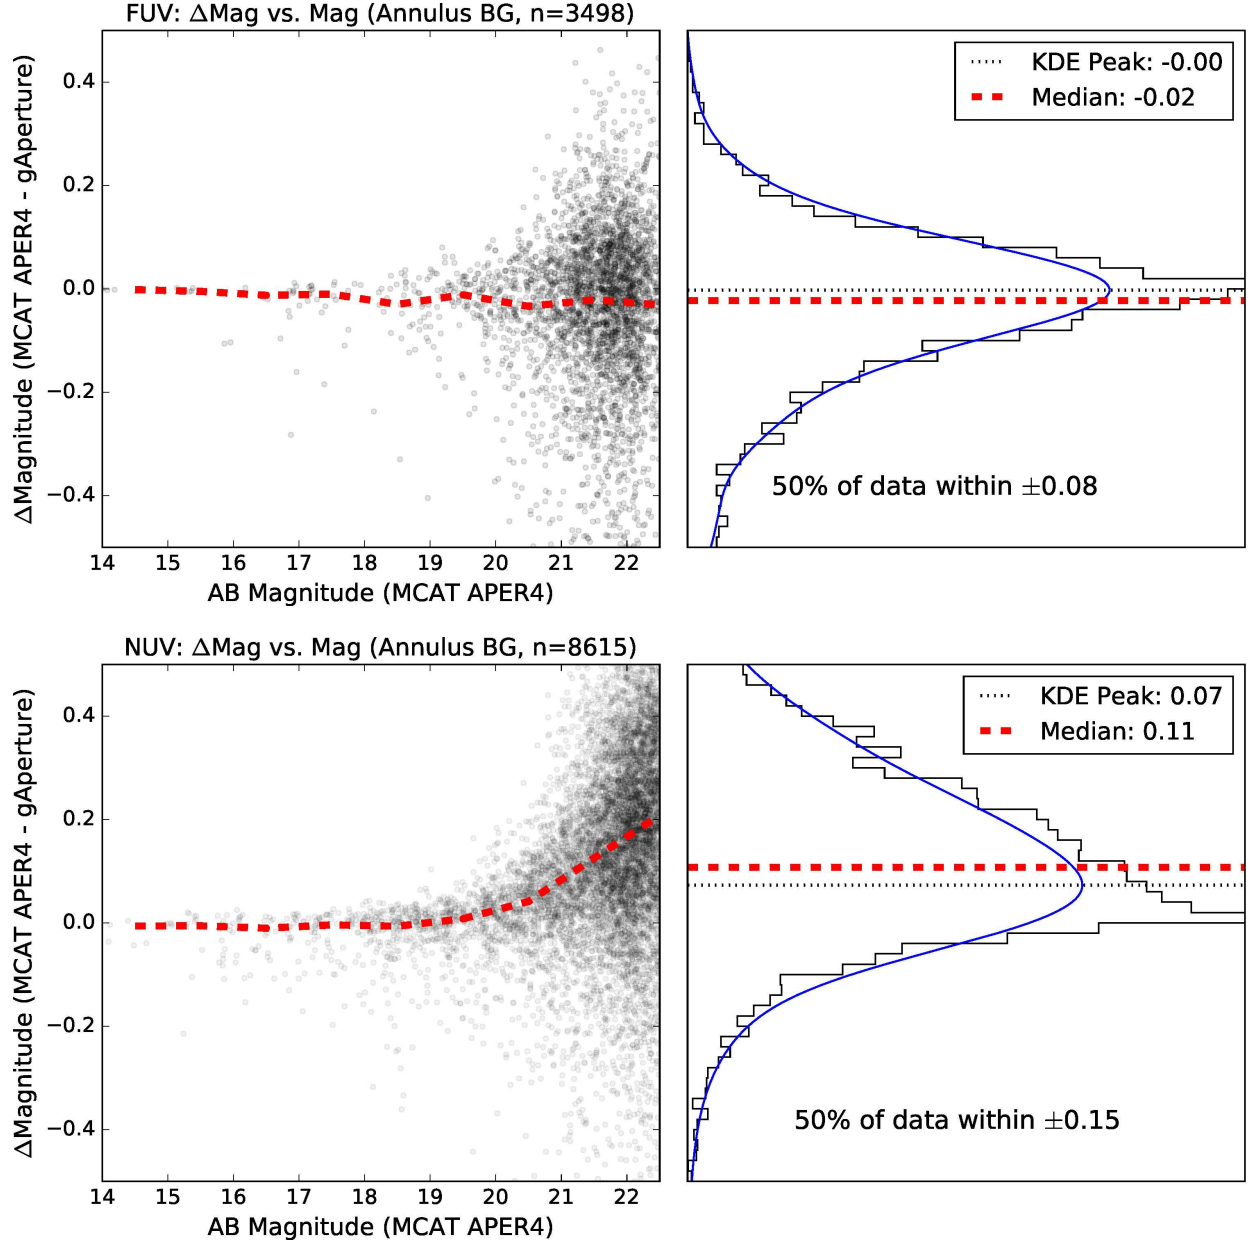 FUV: ΔMag vs. Mag (Annulus BG, n=3498)
ΔMagnitude (MCAT APER4 - gAperture)
0.4
0.2
0.0
−0.2
−0.4
14 15 16 17 18 19 20 21 22
AB Magnitude (MCAT APER4)
KDE Peak: -0.00
Median: -0.02
50% of data within ±0.08
NUV: ΔMag vs. Mag (Annulus BG, n=8615)
ΔMagnitude (MCAT APER4 - gAperture)
0.4
0.2
0.0
−0.2
−0.4
14 15 16 17 18 19 20 21 22
AB Magnitude (MCAT APER4)
KDE Peak: 0.07
Median: 0.11
50% of data within ±0.15